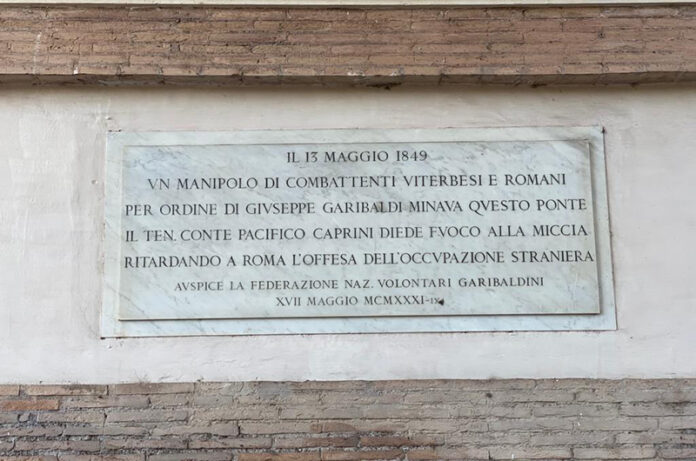 IL 13 MAGGIO 1849
VN MANIPOLO DI COMBATTENTI VITERBESI E ROMANI
PER ORDINE DI GIVSEPPE GARIBALDI MINAVA QVESTO PONTE
IL TEN. CONTE PACIFICO CAPRINI DIEDE FVOCO ALLA MICCIA
RITARDANDO A ROMA L'OFFESA DELL'OCCVPAZIONE STRANIERA
AVSPICE LA FEDERAZIONE NAZ. VOLONTARI GARIBALDINI
XVII MAGGIO MCMXXXI-IX